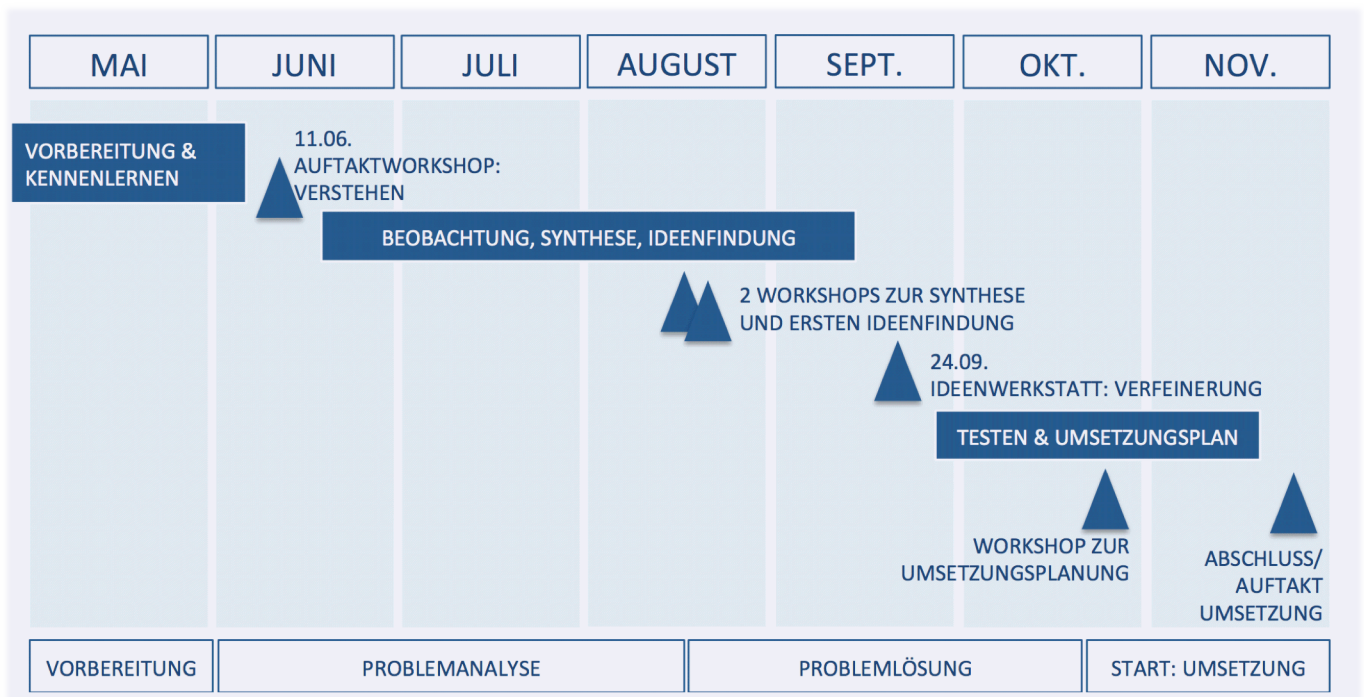 MAI
JUNI
JULI
AUGUST
SEPT.
OKT.
NOV.
VORBEREITUNG &
KENNENLERNEN
11.06.
AUFTAKTWORKSHOP:
VERSTEHEN
BEOBACHTUNG, SYNTHESE, IDEENFINDUNG
2 WORKSHOPS ZUR SYNTHESE
UND ERSTEN IDEENFINDUNG
24.09.
IDEENWERKSTATT: VERFEINERUNG
TESTEN & UMSETZUNGSPLAN
WORKSHOP ZUR
UMSETZUNGSPLANUNG
ABSCHLUSS/
AUFTAKT
UMSETZUNG
VORBEREITUNG
PROBLEMANALYSE
PROBLEMLÖSUNG
START: UMSETZUNG